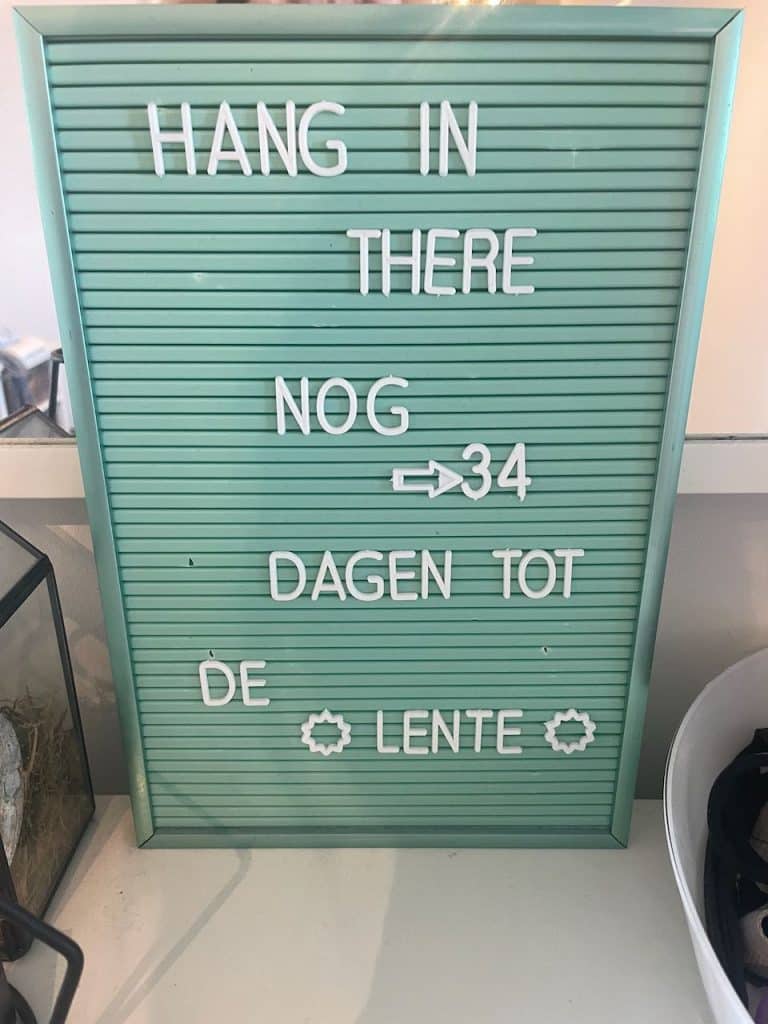 HANG IN
THERE
NOG
⇨34
DAGEN TOT
DE
LENTE